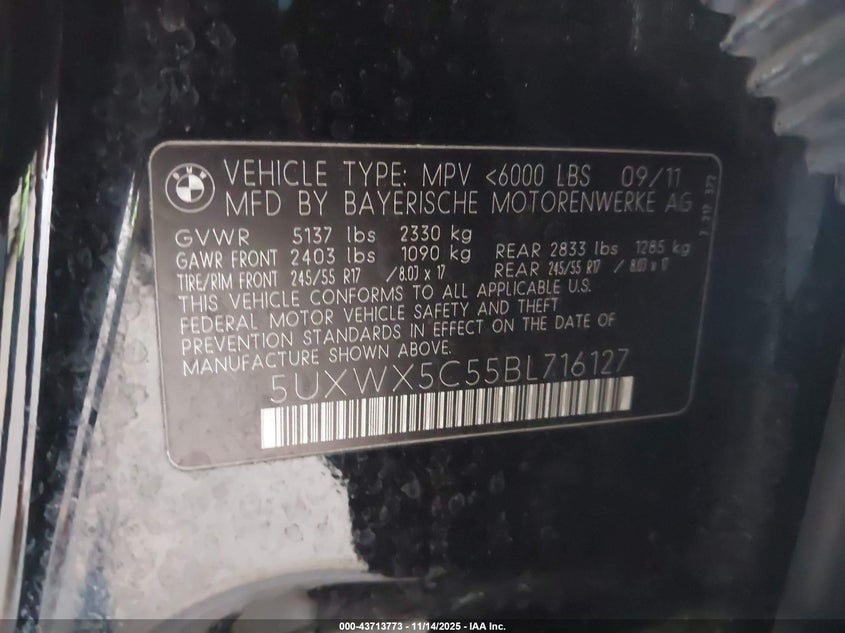 VEHICLE TYPE: MPV <6000 LBS 09/11
MFD BY BAYERISCHE MOTORENWERKE AG
GVWR 5137 lbs 2330 kg
GAWR FRONT 2403 lbs 1090 kg REAR 2833 lbs 1285 kg
TIRE/RIM FRONT 245/55 R17 / 8.0J x 17 REAR 245/55 R17 / 8.0J x 17
THIS VEHICLE CONFORMS TO ALL APPLICABLE U.S.
FEDERAL MOTOR VEHICLE SAFETY AND THEFT
PREVENTION STANDARDS IN EFFECT ON THE DATE OF
MANUFACTURE SHOWN ABOVE.
5UXWX5C55BL716127
000-43713773 - 11/14/2025 - IAA Inc.